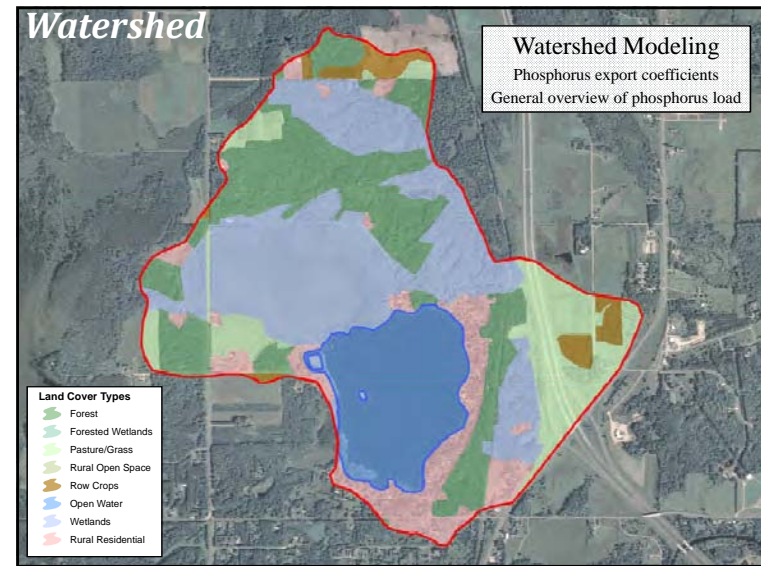 Watershed
Watershed Modeling
Phosphorus export coefficients
General overview of phosphorus load
Land Cover Types
Forest
Forested Wetlands
Pasture/Grass
Rural Open Space
Row Crops
Open Water
Wetlands
Rural Residential